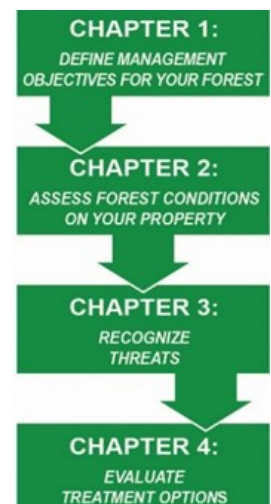 CHAPTER 1:
DEFINE MANAGEMENT
OBJECTIVES FOR YOUR FOREST
CHAPTER 2:
ASSESS FOREST CONDITIONS
ON YOUR PROPERTY
CHAPTER 3:
RECOGNIZE
THREATS
CHAPTER 4:
EVALUATE
TREATMENT OPTIONS